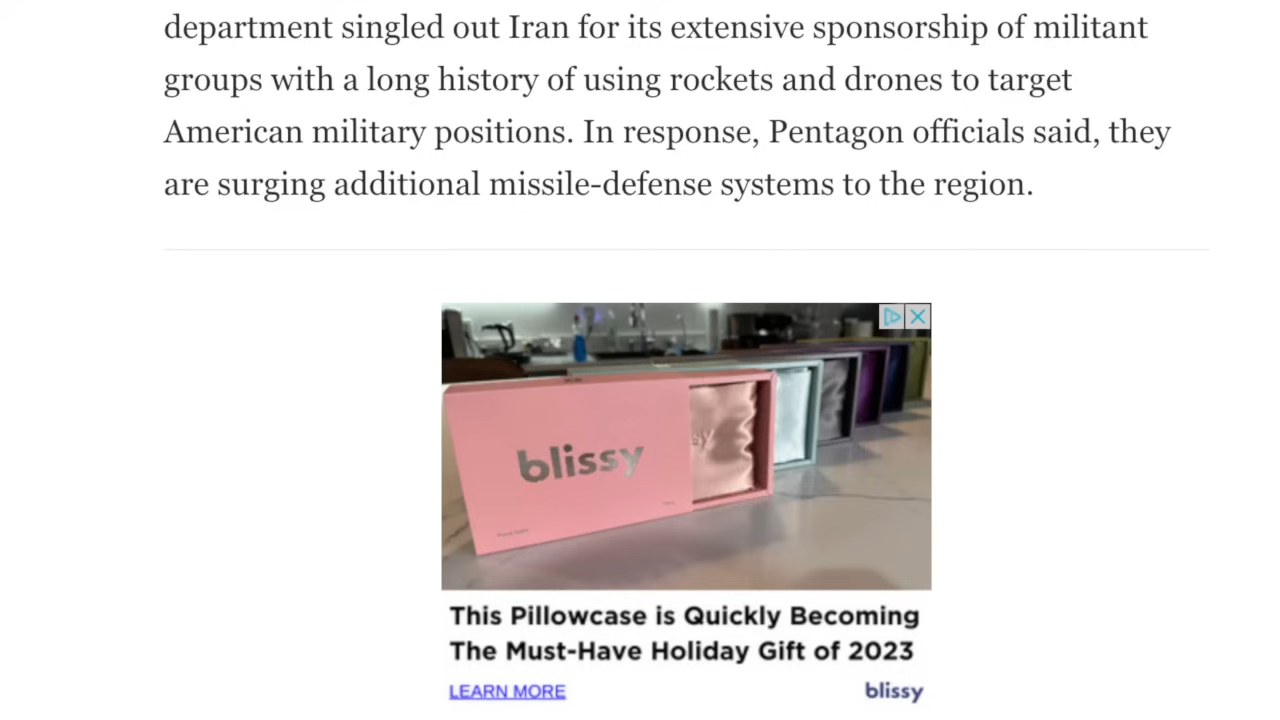 department singled out Iran for its extensive sponsorship of militant
groups with a long history of using rockets and drones to target
American military positions. In response, Pentagon officials said, they
are surging additional missile-defense systems to the region.
blissy
This Pillowcase is Quickly Becoming
The Must-Have Holiday Gift of 2023
LEARN MORE
blissy